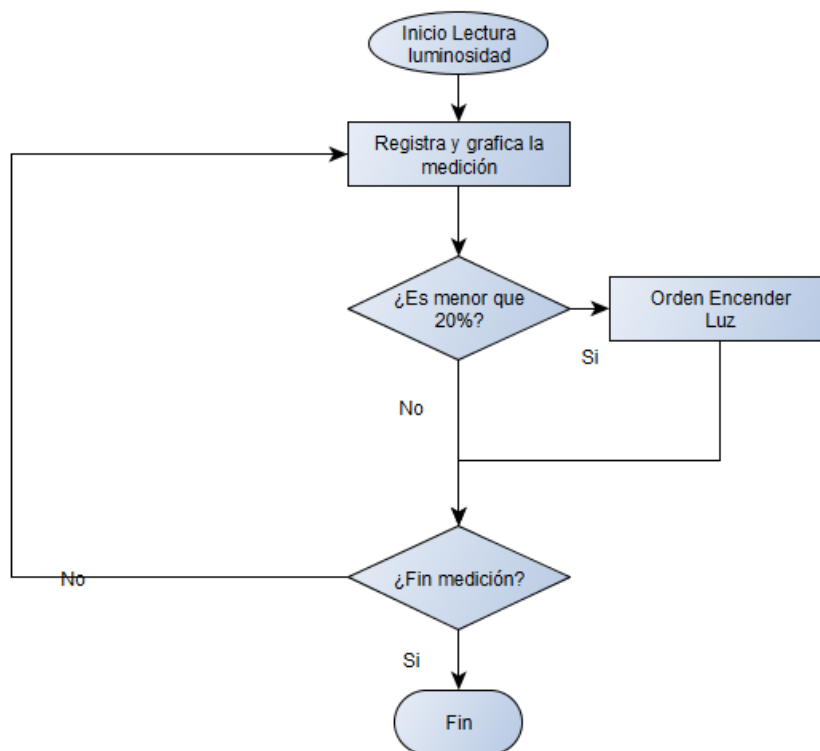 Inicio Lectura
luminosidad
Registra y grafica la
medición
¿Es menor que
20%?
Orden Encender
Luz
Si
No
¿Fin medición?
No
Si
Fin